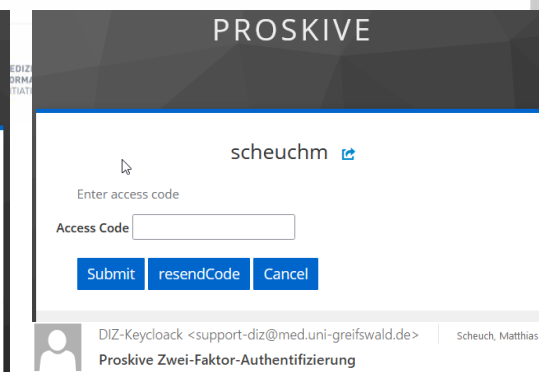 PROSKIVE
scheuchm
Enter access code
Access Code
Submit resendCode Cancel
DIZ-Keycloack <support-diz@med.uni-greifswald.de> Scheuch, Matthias
Proskive Zwei-Faktor-Authentifizierung